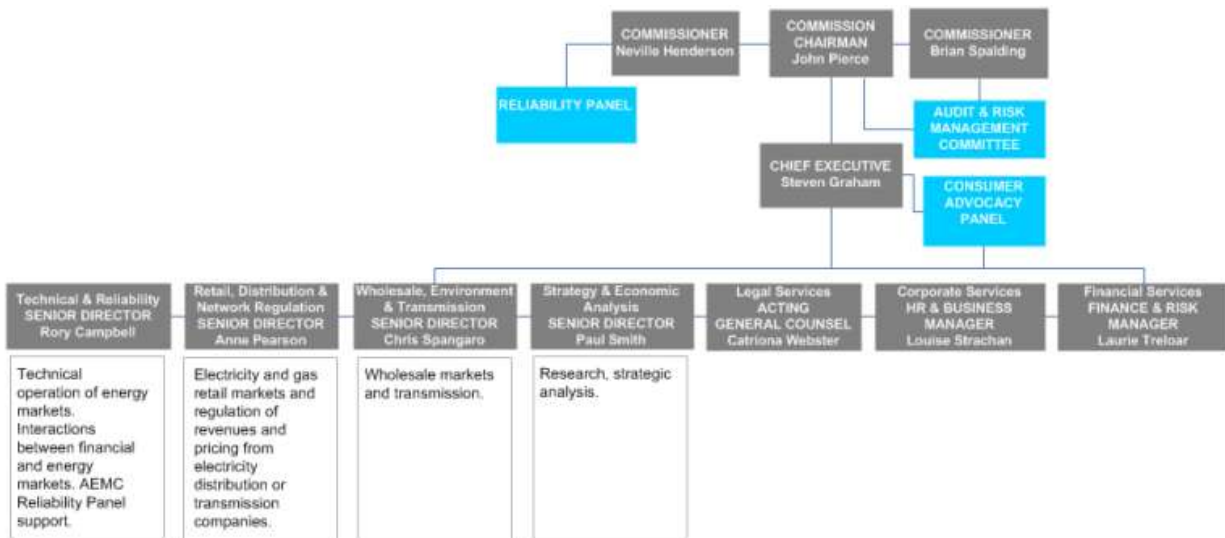 COMMISSIONER
Neville Henderson
COMMISSION
CHAIRMAN
John Pierce
COMMISSIONER
Brian Spalding
RELIABILITY PANEL
AUDIT & RISK
MANAGEMENT
COMMITTEE
CHIEF EXECUTIVE
Steven Graham
CONSUMER
ADVOCACY
PANEL
Technical & Reliability
SENIOR DIRECTOR
Rory Campbell
Retail, Distribution &
Network Regulation
SENIOR DIRECTOR
Anne Pearson
Wholesale, Environment
& Transmission
SENIOR DIRECTOR
Chris Spangaro
Strategy & Economic
Analysis
SENIOR DIRECTOR
Paul Smith
Legal Services
ACTING
GENERAL COUNSEL
Catriona Webster
Corporate Services
HR & BUSINESS
MANAGER
Louise Strachan
Financial Services
FINANCE & RISK
MANAGER
Laurie Treloar
Technical
operation of energy
markets.
Interactions
between financial
and energy
markets. AEMC
Reliability Panel
support.
Electricity and gas
retail markets and
regulation of
revenues and
pricing from
electricity
distribution or
transmission
companies.
Wholesale markets
and transmission.
Research, strategic
analysis.